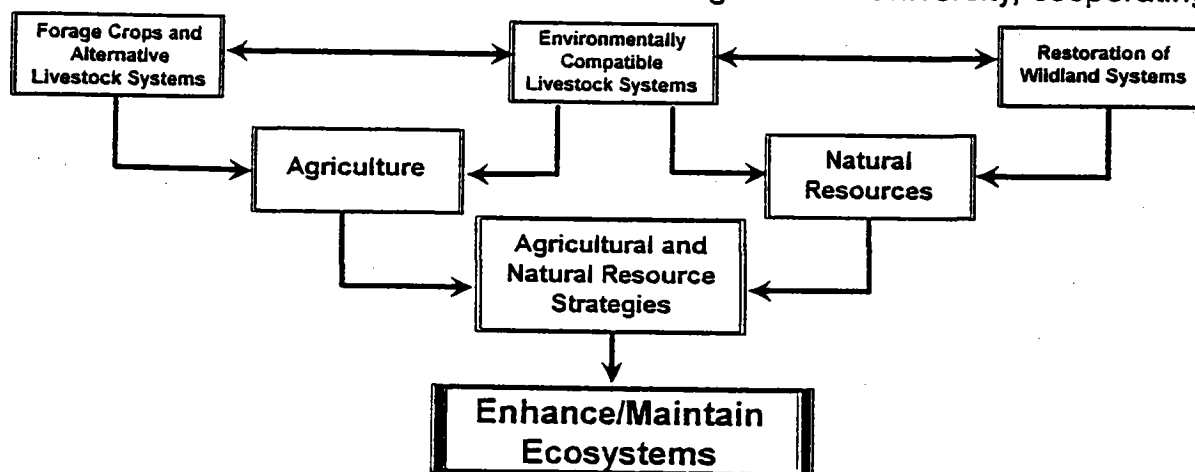 cooperating
Forage Crops and
Alternative
Livestock Systems
Environmentally
Compatible
Livestock Systems
Restoration of
Wildland Systems
Agriculture
Natural
Resources
Agricultural and
Natural Resource
Strategies
Enhance/Maintain
Ecosystems